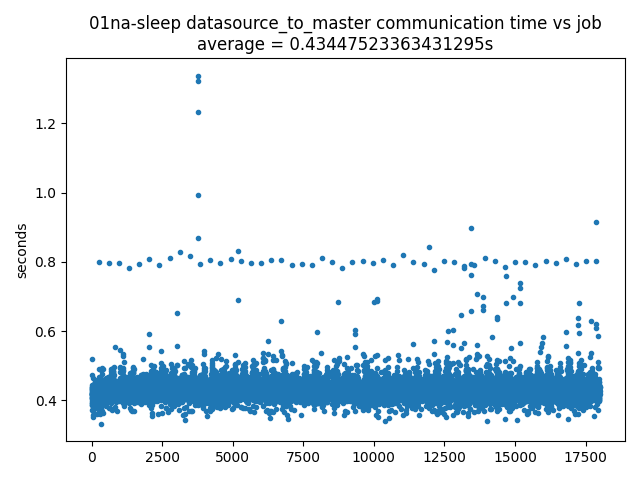 01na-sleep datasource_to_master communication time vs job
average = 0.43447523363431295s
seconds
1.2
1.0
0.8
0.6
0.4
0 2500 5000 7500 10000 12500 15000 17500